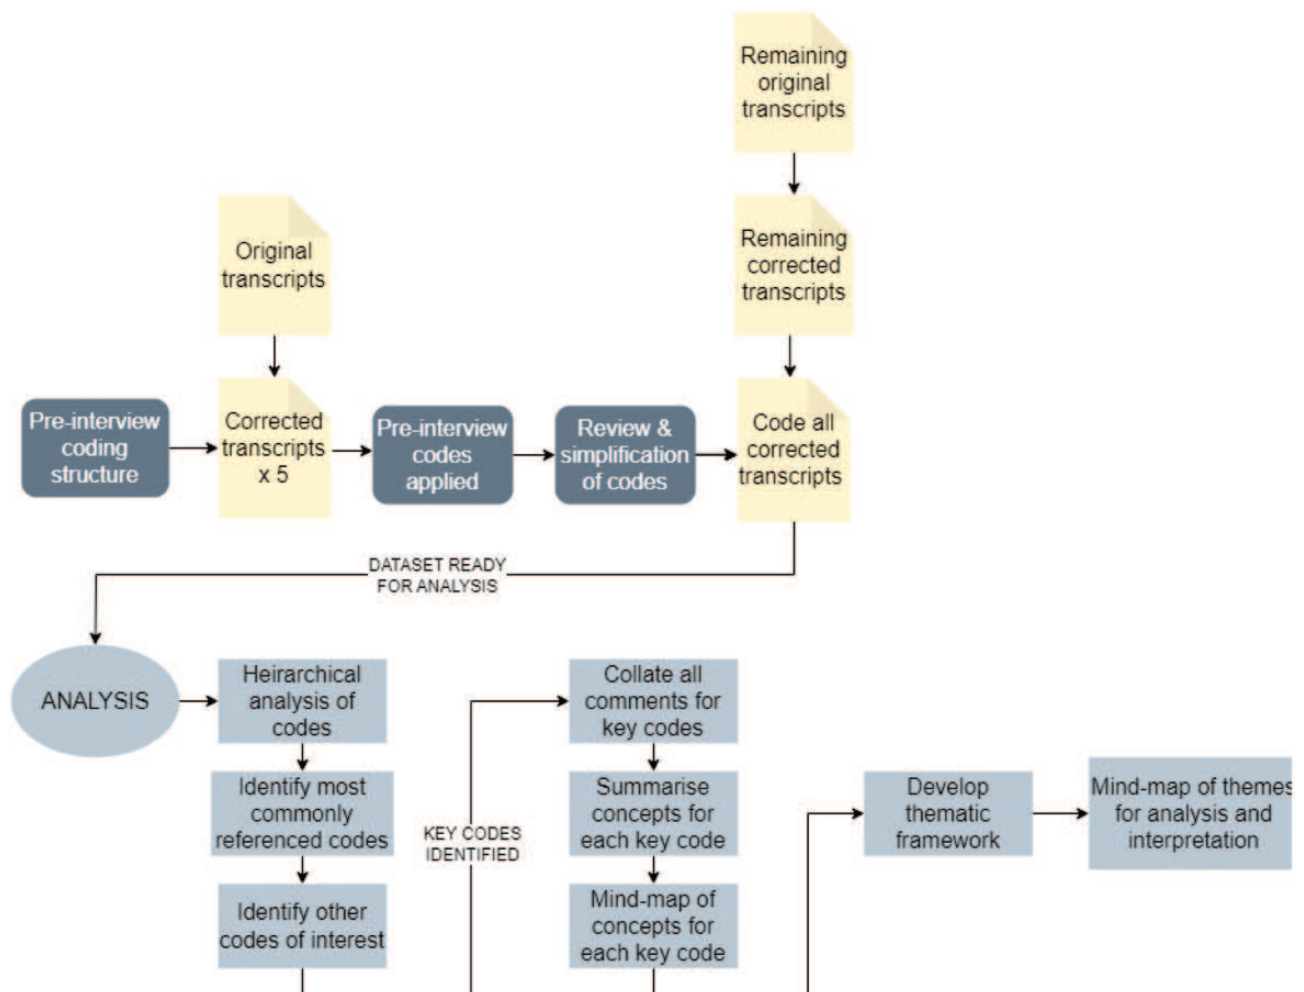 Remaining
original
transcripts
Original
transcripts
Remaining
corrected
transcripts
Pre-interview
coding
structure
Corrected
transcripts
x 5
Pre-interview
codes
applied
Review &
simplification
of codes
Code all
corrected
transcripts
DATASET READY
FOR ANALYSIS
ANALYSIS
Heirarchical
analysis of
codes
Identify most
commonly
referenced codes
Identify other
codes of interest
KEY CODES
IDENTIFIED
Collate all
comments for
key codes
Summarise
concepts for
each key code
Mind-map of
concepts for
each key code
Develop
thematic
framework
Mind-map of themes
for analysis and
interpretation